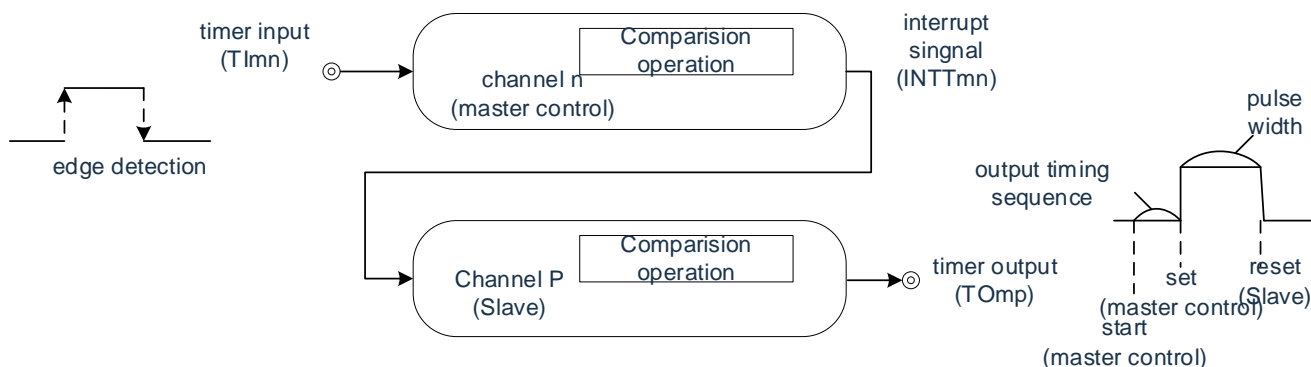 timer input
(TImn)
Comparision
operation
channel n
(master control)
interrupt
singnal
(INTTmn)
edge detection
pulse
width
output timing
sequence
Comparision
operation
Channel P
(Slave)
timer output
(TOmp)
set
(master control)
reset
(Slave)
start
(master control)